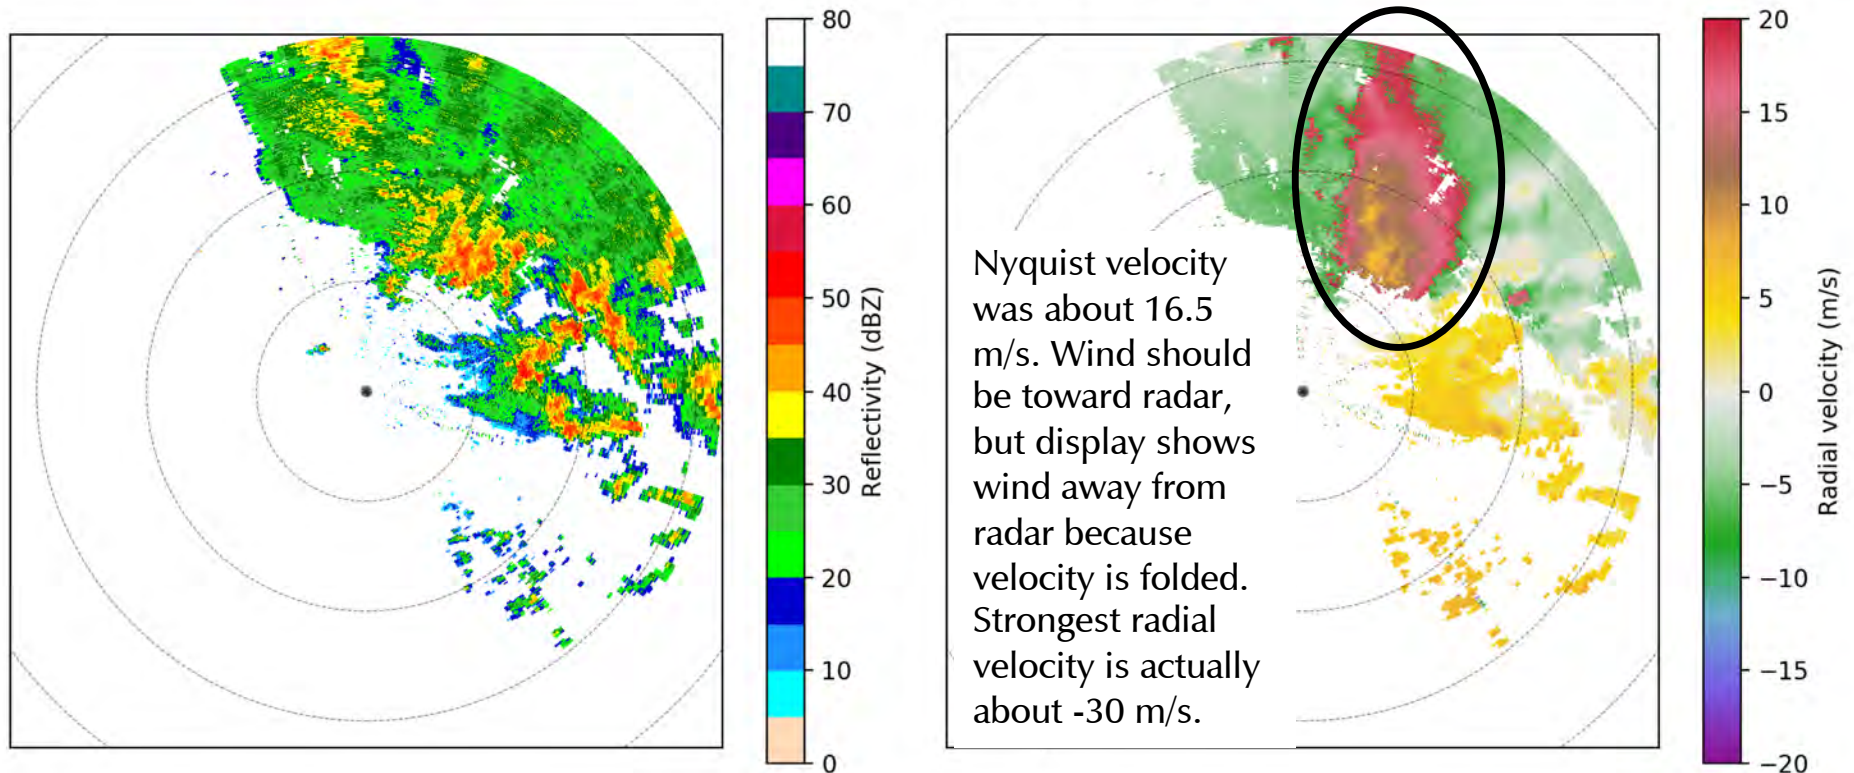 80
70
60
50
40
30
20
10
0
Reflectivity (dBZ)
Nyquist velocity
was about 16.5
m/s. Wind should
be toward radar,
but display shows
wind away from
radar because
velocity is folded.
Strongest radial
velocity is actually
about -30 m/s.
20
15
10
5
0
−5
−10
−15
−20
Radial velocity (m/s)